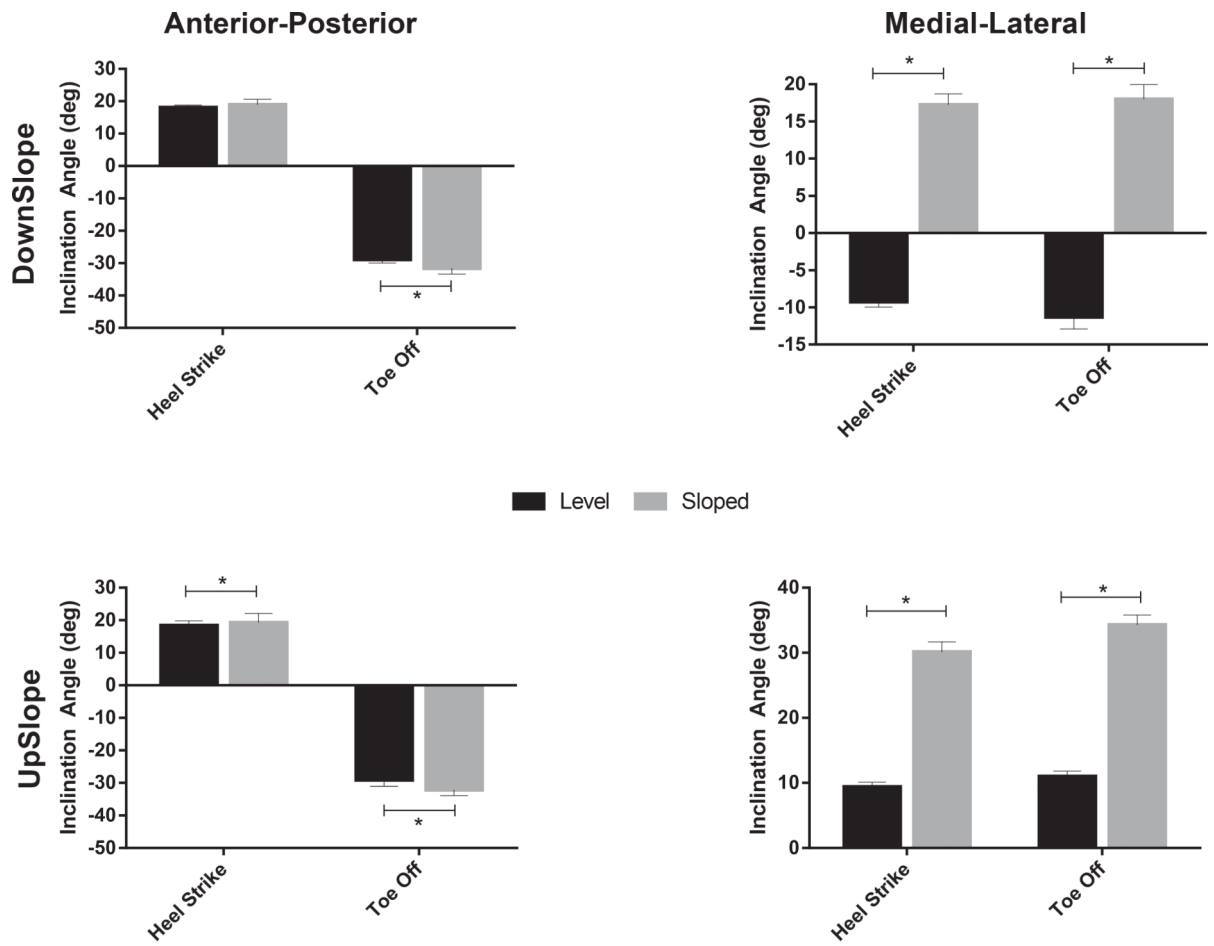 Anterior-Posterior
Medial-Lateral
DownSlope
Inclination Angle (deg)
30
20
10
0
-10
-20
-30
-40
-50
*
Heel Strike
Toe Off
Inclination Angle (deg)
20
15
10
5
0
-5
-10
-15
*
*
Heel Strike
Toe Off
Level
Sloped
UpSlope
Inclination Angle (deg)
30
20
10
0
-10
-20
-30
-40
-50
*
*
Heel Strike
Toe Off
Inclination Angle (deg)
40
30
20
10
0
*
*
Heel Strike
Toe Off